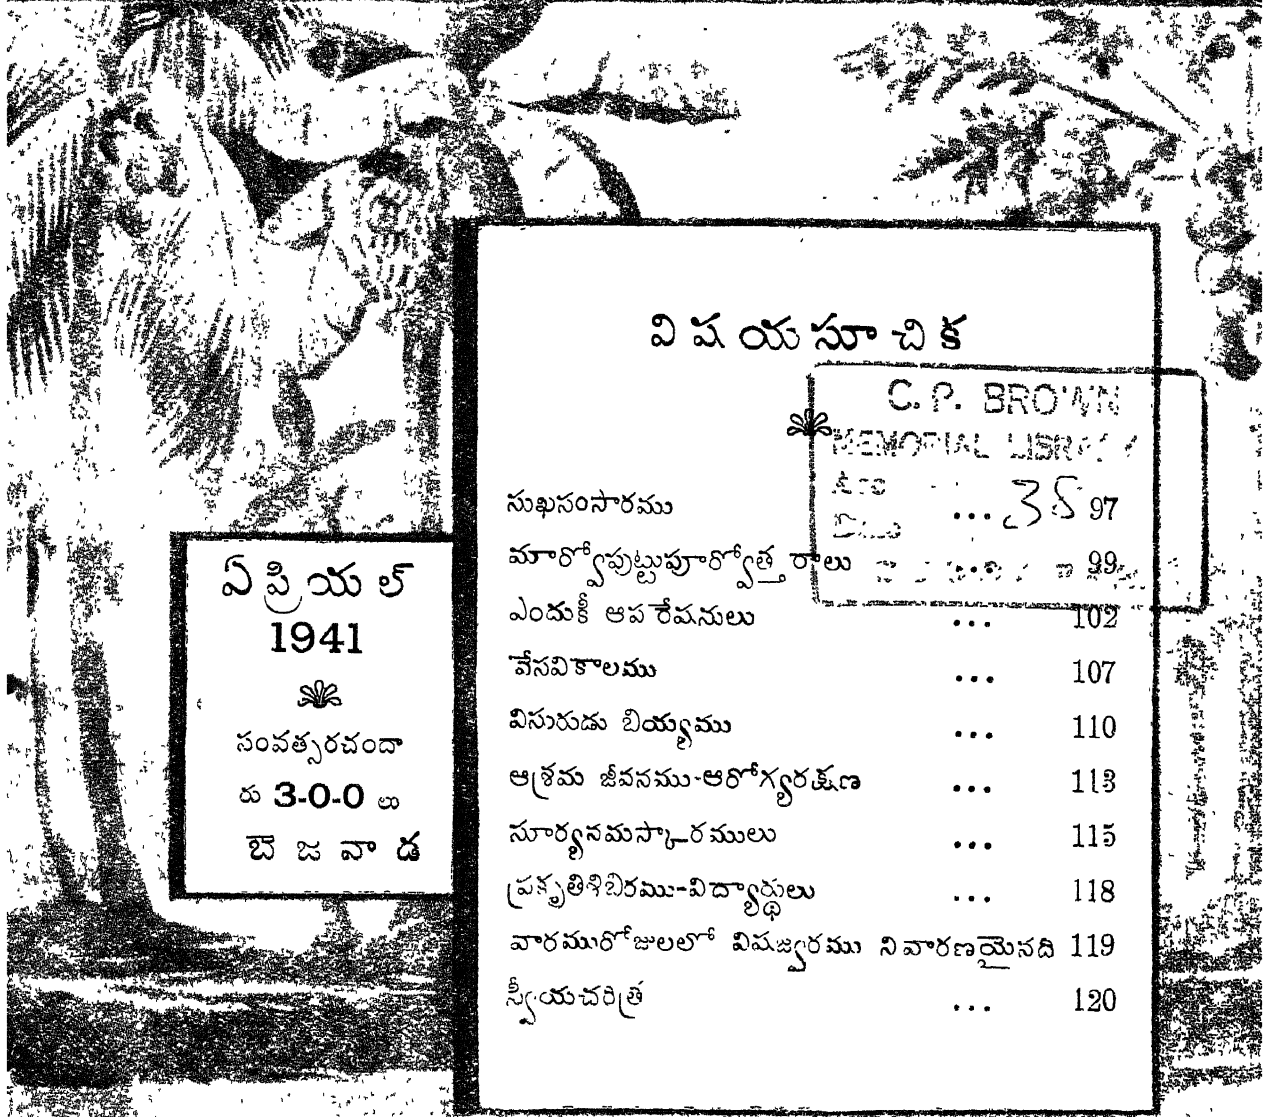 విషయసూచిక
C. P. BROWN
MEMORIAL LIBRARY
సుఖసంసారము ... 97
మార్వోపుట్టుపూర్వోత్తరాలు ... 99
ఎందుకీ ఆపరేషనులు ... 102
వేసవికాలము ... 107
విసురుడు బియ్యము ... 110
ఆశ్రమ జీవనము-ఆరోగ్యరక్షణ ... 113
సూర్యనమస్కారములు ... 115
ప్రకృతిశిబిరము-విద్యార్థులు ... 118
వారమురోజులలో విషజ్వరము నివారణయైనది 119
స్వీయచరిత్ర ... 120
ఏప్రియల్
1941
సంవత్సరచందా
రు 3-0-0 లు
బెజవాడ